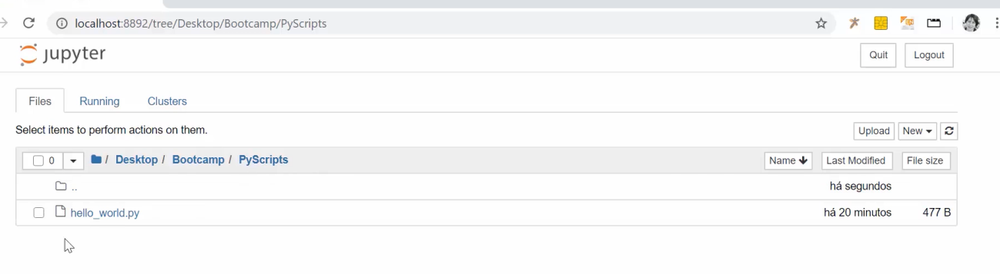 localhost:8892/tree/Desktop/Bootcamp/PyScripts
jupyter
Quit Logout
Files Running Clusters
Select items to perform actions on them.
Upload New
0 / Desktop / Bootcamp / PyScripts Name Last Modified File size
.. há segundos
hello_world.py há 20 minutos 477 B